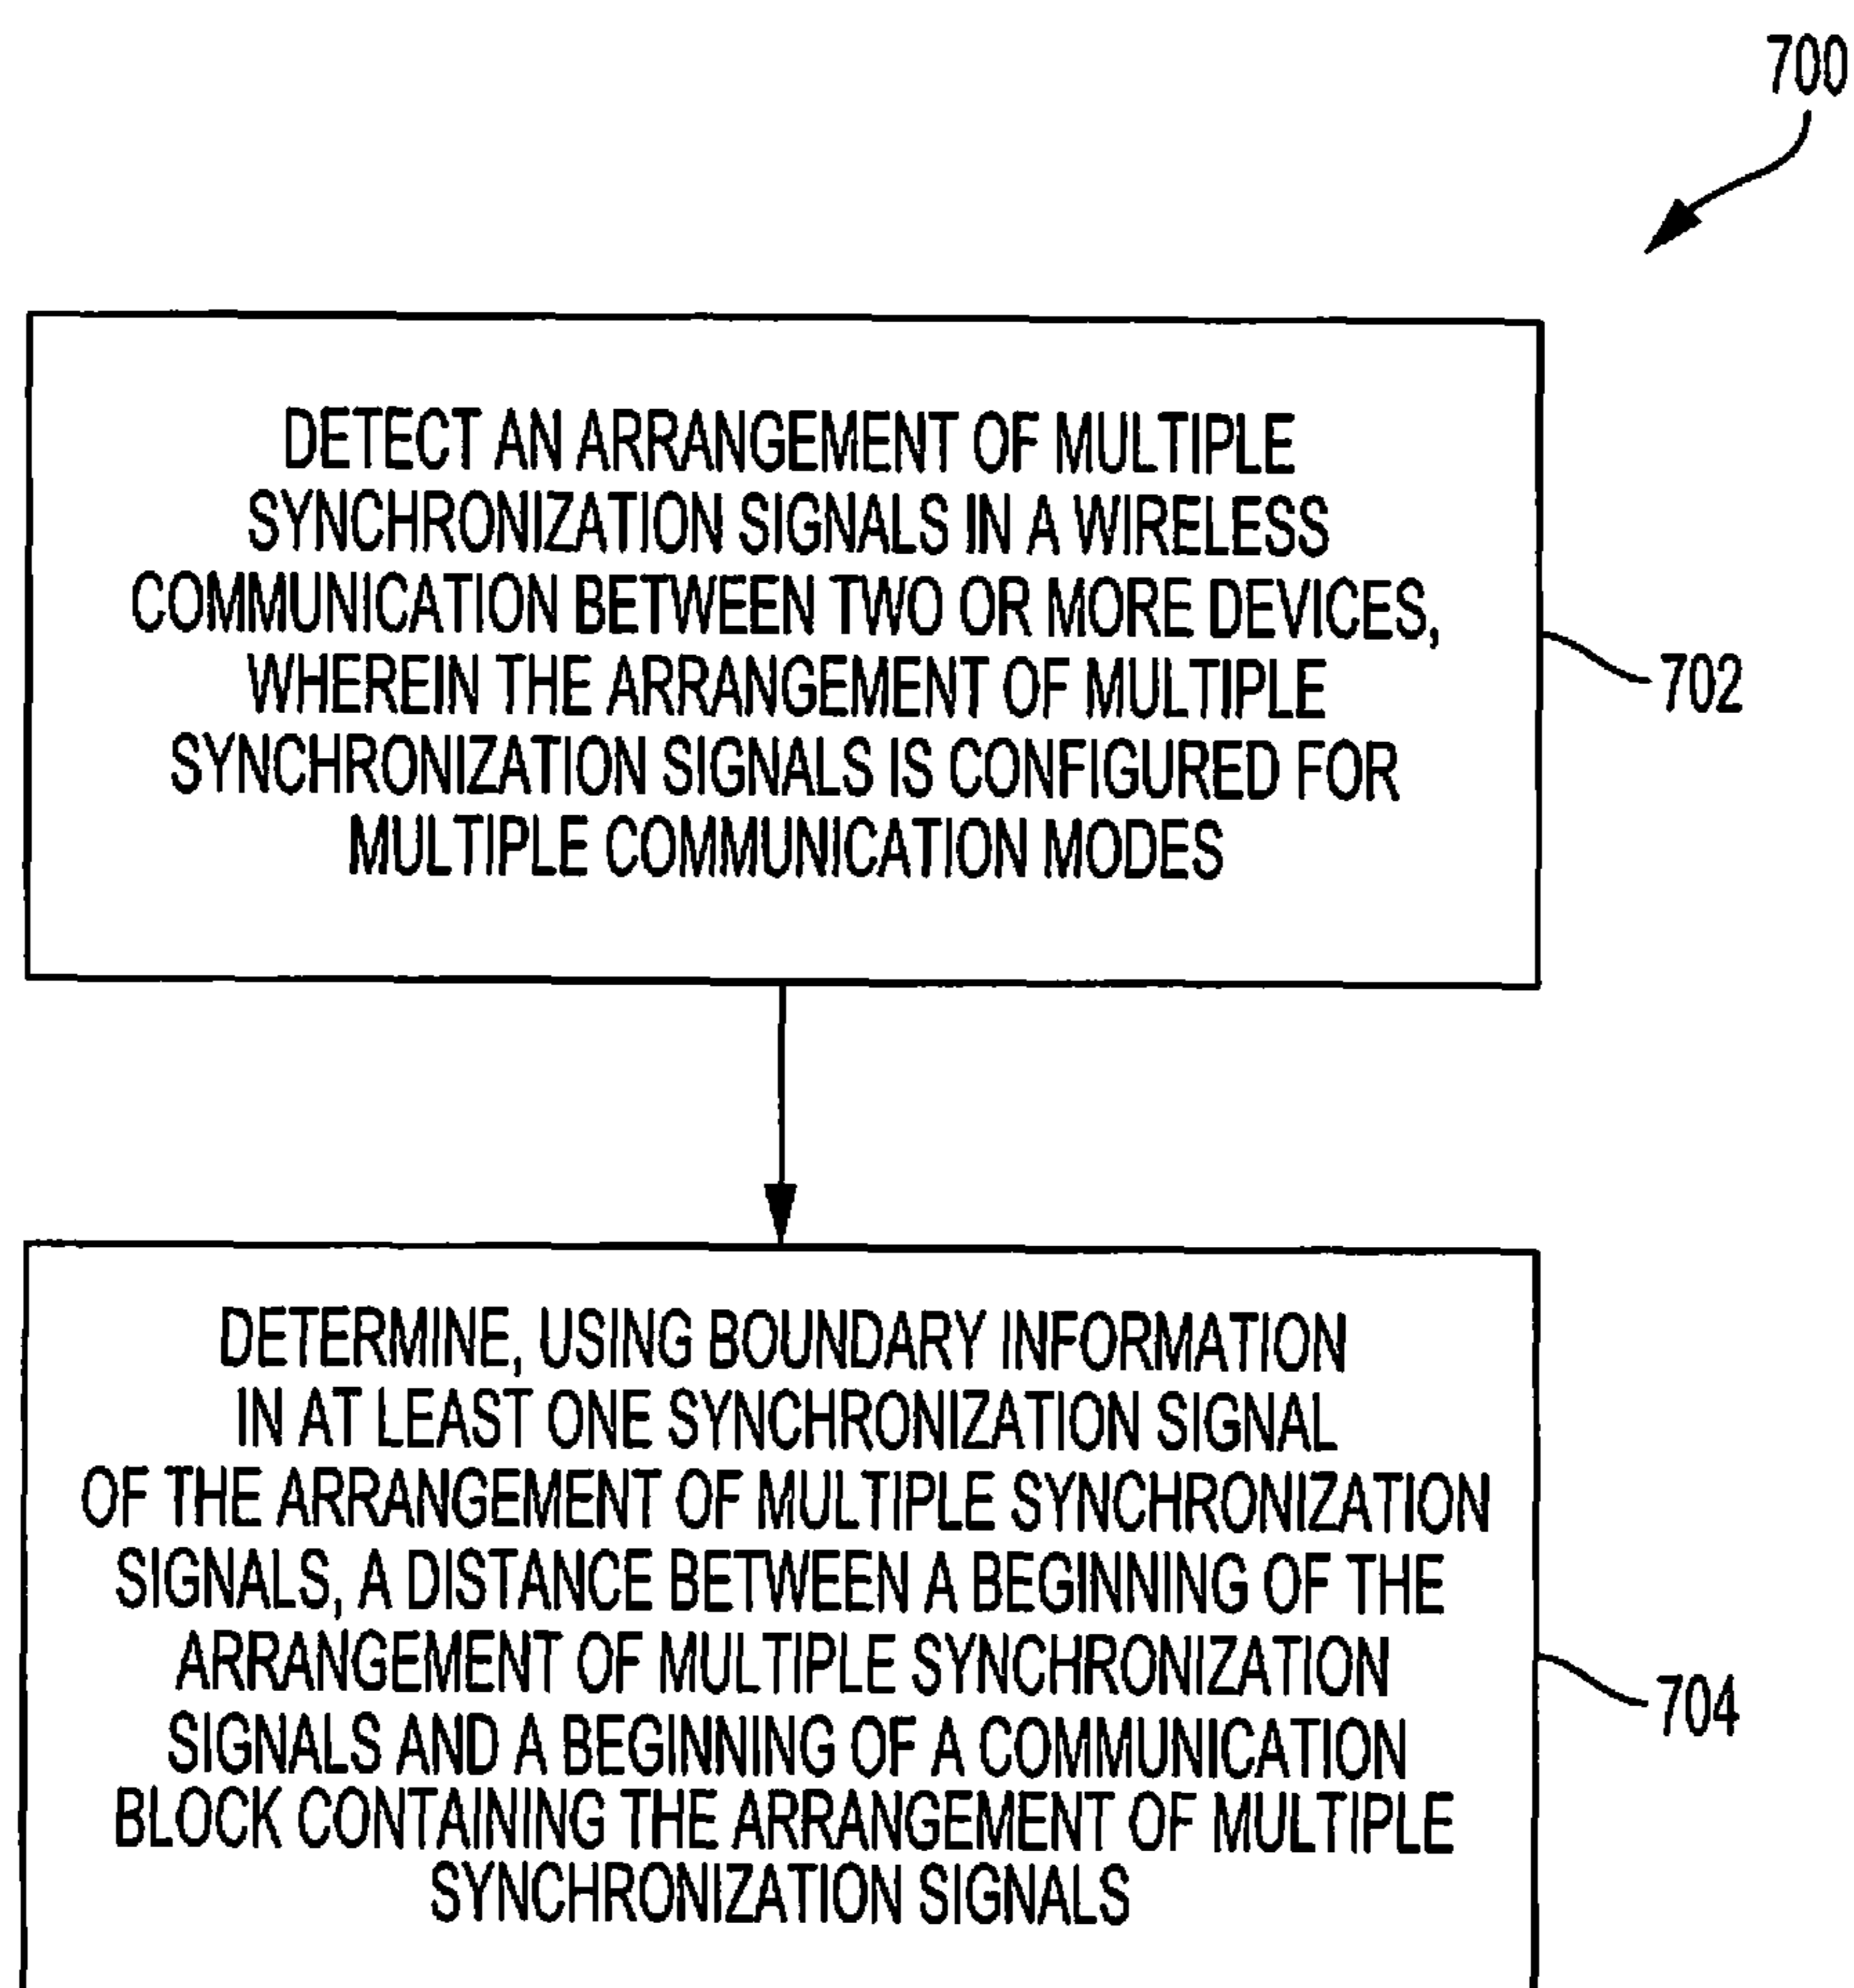 700
DETECT AN ARRANGEMENT OF MULTIPLE
SYNCHRONIZATION SIGNALS IN A WIRELESS
COMMUNICATION BETWEEN TWO OR MORE DEVICES,
WHEREIN THE ARRANGEMENT OF MULTIPLE
SYNCHRONIZATION SIGNALS IS CONFIGURED FOR
MULTIPLE COMMUNICATION MODES
702
DETERMINE, USING BOUNDARY INFORMATION
IN AT LEAST ONE SYNCHRONIZATION SIGNAL
OF THE ARRANGEMENT OF MULTIPLE SYNCHRONIZATION
SIGNALS, A DISTANCE BETWEEN A BEGINNING OF THE
ARRANGEMENT OF MULTIPLE SYNCHRONIZATION
SIGNALS AND A BEGINNING OF A COMMUNICATION
BLOCK CONTAINING THE ARRANGEMENT OF MULTIPLE
SYNCHRONIZATION SIGNALS
704